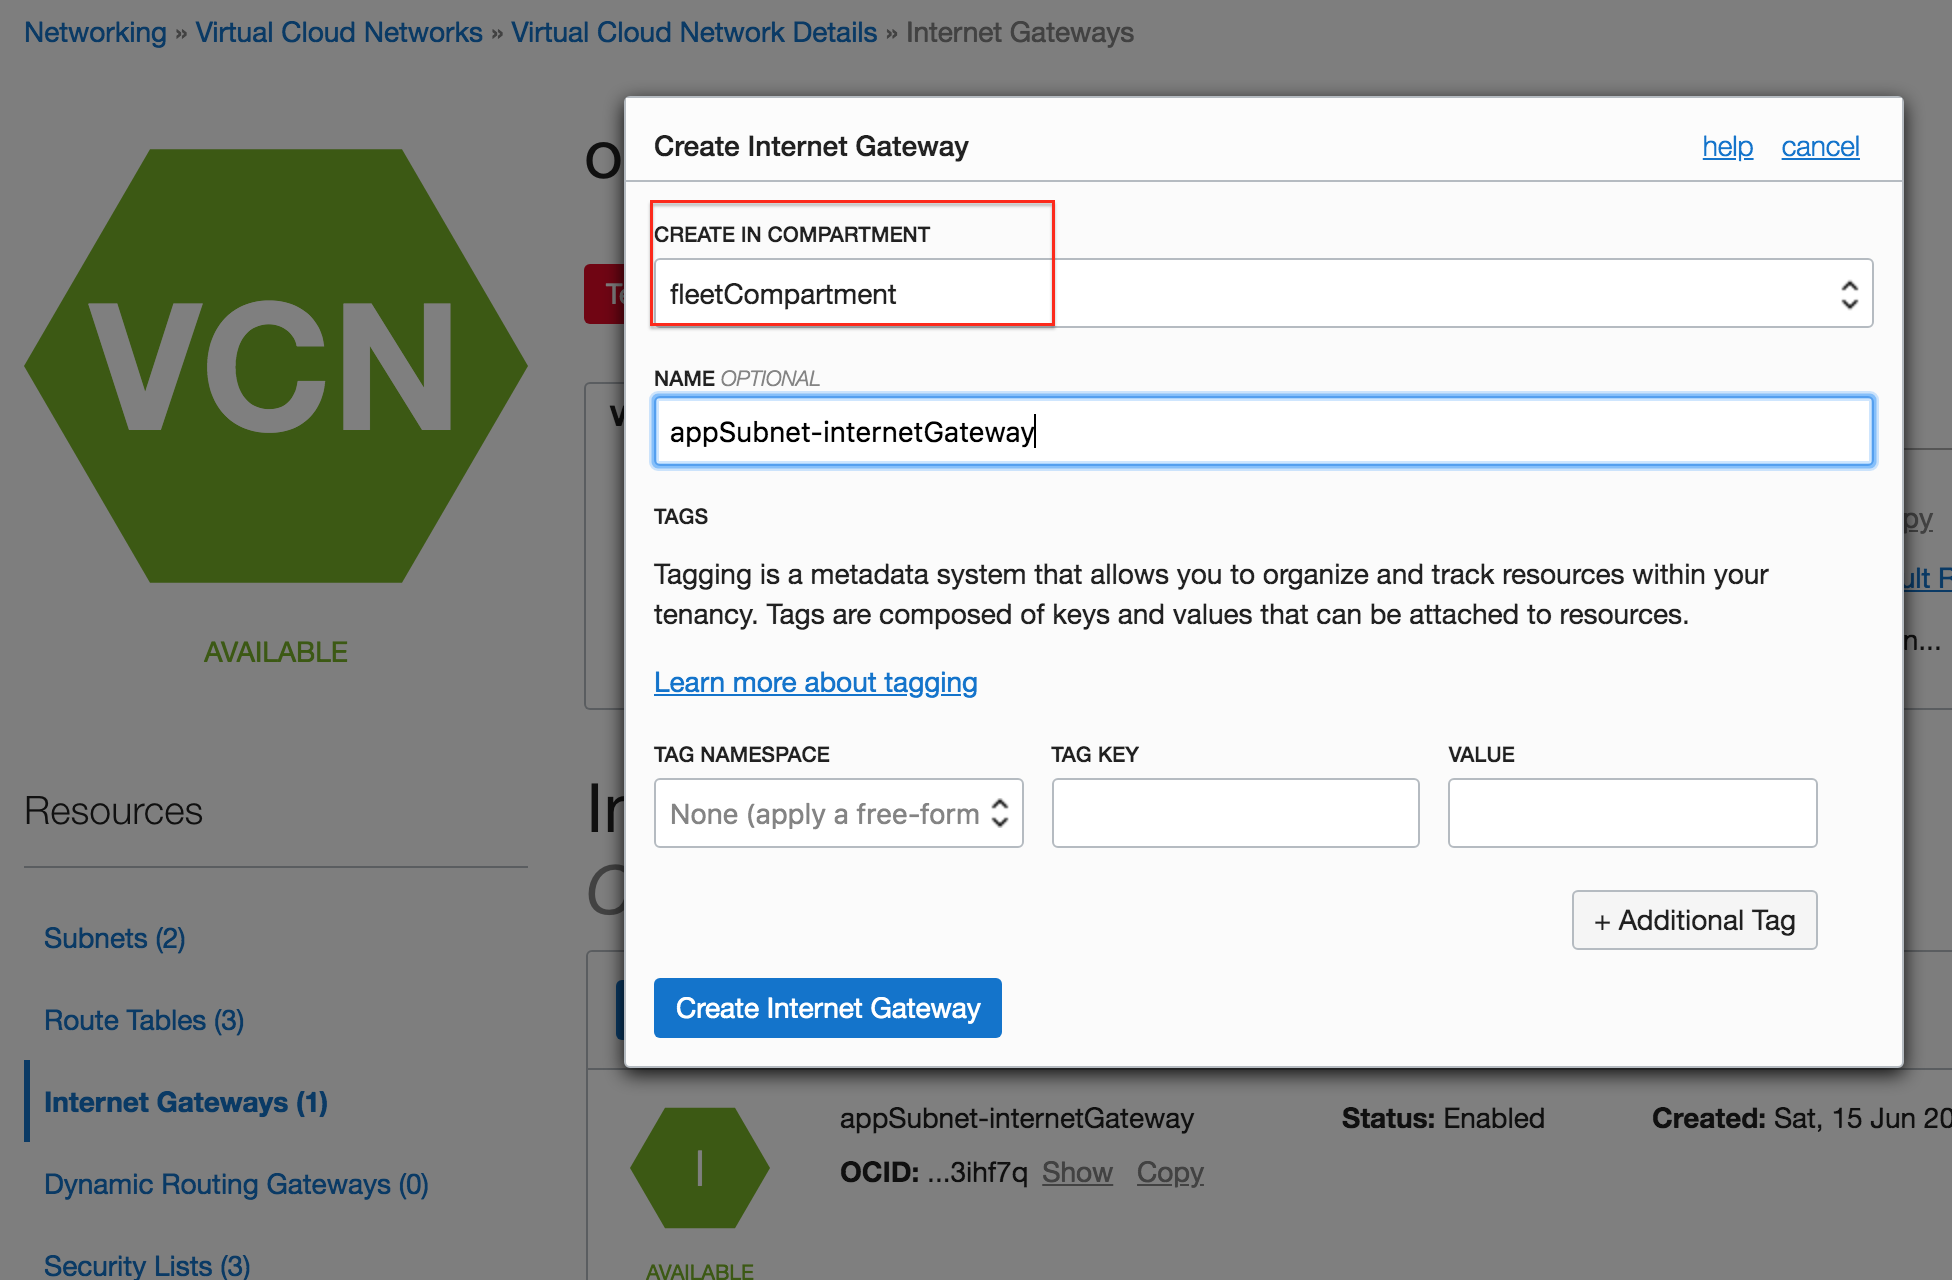 Networking » Virtual Cloud Networks » Virtual Cloud Network Details » Internet Gateways
VCN
AVAILABLE
Create Internet Gateway
help
cancel
CREATE IN COMPARTMENT
fleetCompartment
NAME OPTIONAL
appSubnet-internetGateway
TAGS
Tagging is a metadata system that allows you to organize and track resources within your
tenancy. Tags are composed of keys and values that can be attached to resources.
Learn more about tagging
TAG NAMESPACE
TAG KEY
VALUE
None (apply a free-form
+ Additional Tag
Create Internet Gateway
Resources
Subnets (2)
Route Tables (3)
Internet Gateways (1)
Dynamic Routing Gateways (0)
Security Lists (3)
I
AVAILABLE
appSubnet-internetGateway
OCID: ...3ihf7q Show Copy
Status: Enabled
Created: Sat, 15 Jun 20